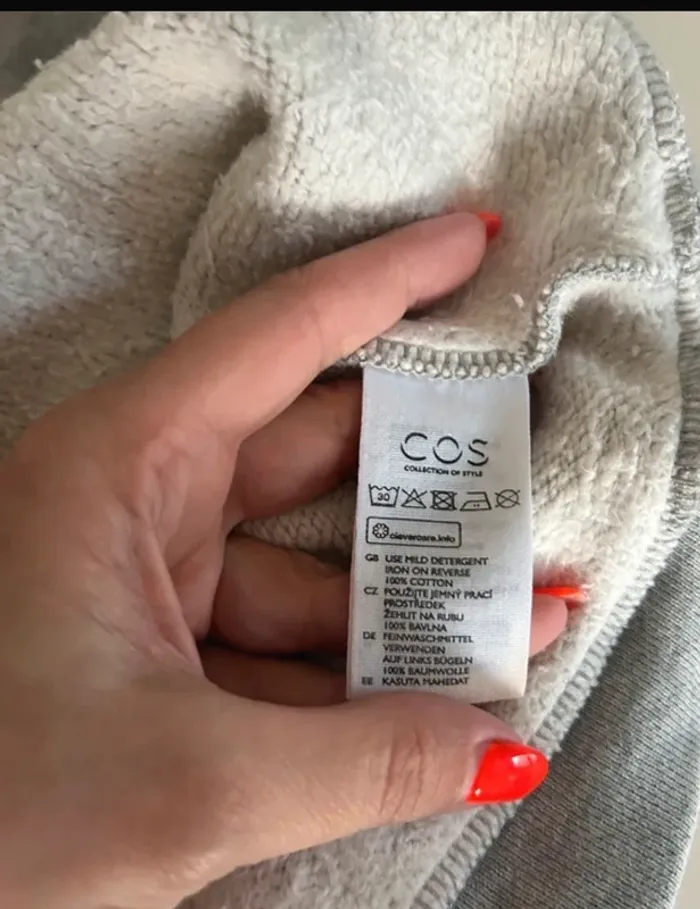 COS
COLLECTION OF STYLE
30
clevercare.info
GB USE MILD DETERGENT
IRON ON REVERSE
100% COTTON
CZ POUŽIJTE JEMNÝ PRACÍ
PROSTŘEDEK
ŽEHLIT NA RUBU
100% BAVLNA
DE FEINWASCHMITTEL
VERWENDEN
AUF LINKS BÜGELN
100% BAUMWOLLE
EE KASUTA MAHEDAT